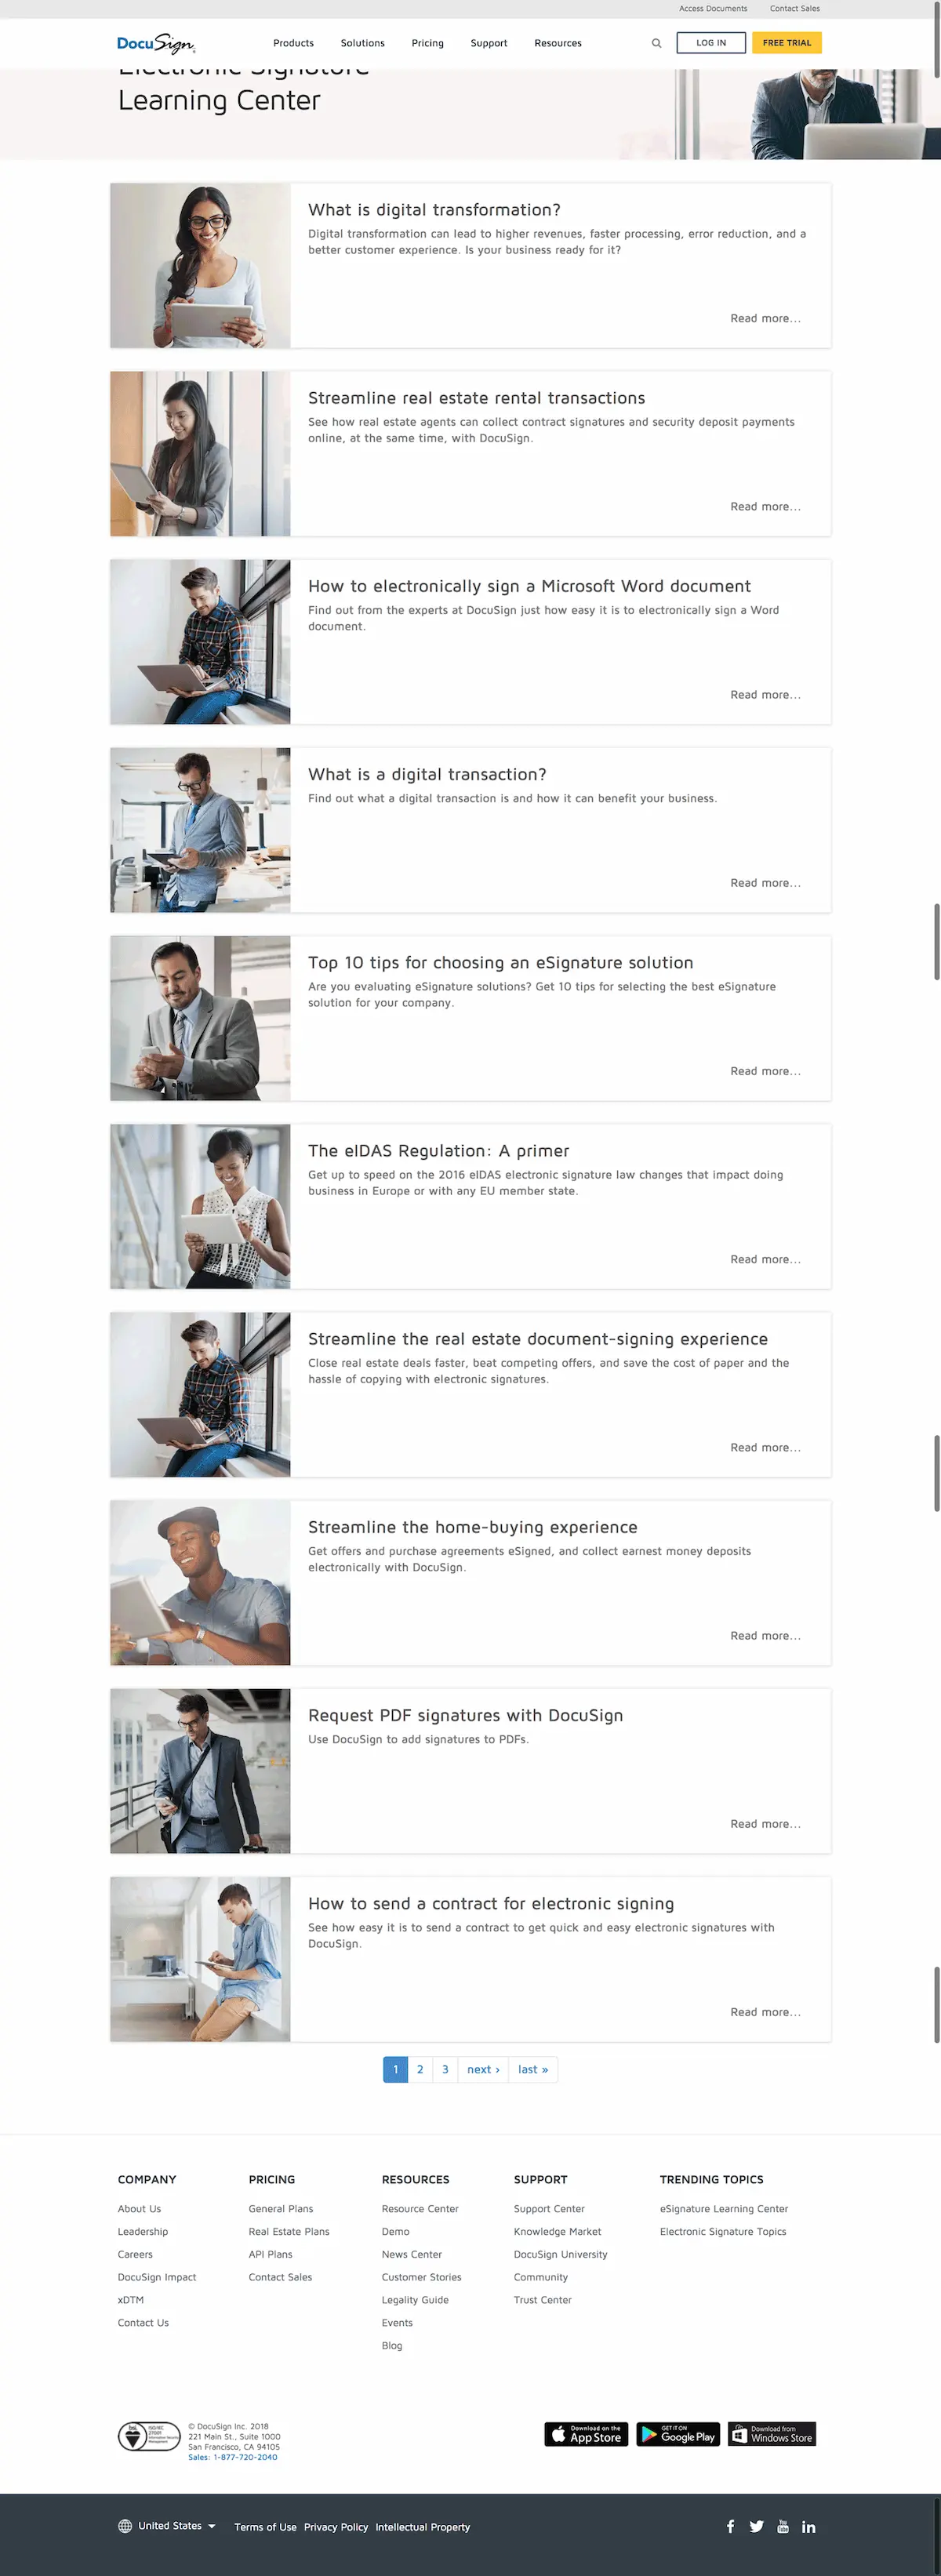 Access Documents Contact Sales
DocuSign
Products Solutions Pricing Support Resources LOG IN FREE TRIAL
Electronic Signature
Learning Center
What is digital transformation?
Digital transformation can lead to higher revenues, faster processing, error reduction, and a
better customer experience. Is your business ready for it?
Read more...
Streamline real estate rental transactions
See how real estate agents can collect contract signatures and security deposit payments
online, at the same time, with DocuSign.
Read more...
How to electronically sign a Microsoft Word document
Find out from the experts at DocuSign just how easy it is to electronically sign a Word
document.
Read more...
What is a digital transaction?
Find out what a digital transaction is and how it can benefit your business.
Read more...
Top 10 tips for choosing an eSignature solution
Are you evaluating eSignature solutions? Get 10 tips for selecting the best eSignature
solution for your company.
Read more...
The eIDAS Regulation: A primer
Get up to speed on the 2016 eIDAS electronic signature law changes that impact doing
business in Europe or with any EU member state.
Read more...
Streamline the real estate document-signing experience
Close real estate deals faster, beat competing offers, and save the cost of paper and the
hassle of copying with electronic signatures.
Read more...
Streamline the home-buying experience
Get offers and purchase agreements eSigned, and collect earnest money deposits
electronically with DocuSign.
Read more...
Request PDF signatures with DocuSign
Use DocuSign to add signatures to PDFs.
Read more...
How to send a contract for electronic signing
See how easy it is to send a contract to get quick and easy electronic signatures with
DocuSign.
Read more...
1 2 3 next › last »
COMPANY
About Us
Leadership
Careers
DocuSign Impact
xDTM
Contact Us
PRICING
General Plans
Real Estate Plans
API Plans
Contact Sales
RESOURCES
Resource Center
Demo
News Center
Customer Stories
Legality Guide
Events
Blog
SUPPORT
Support Center
Knowledge Market
DocuSign University
Community
Trust Center
TRENDING TOPICS
eSignature Learning Center
Electronic Signature Topics
bsi.
ISO/IEC
27001
Information Security
Management
© DocuSign Inc. 2018
221 Main St., Suite 1000
San Francisco, CA 94105
Sales: 1-877-720-2040
Download on the
App Store
GET IT ON
Google Play
Download from
Windows Store
United States Terms of Use Privacy Policy Intellectual Property